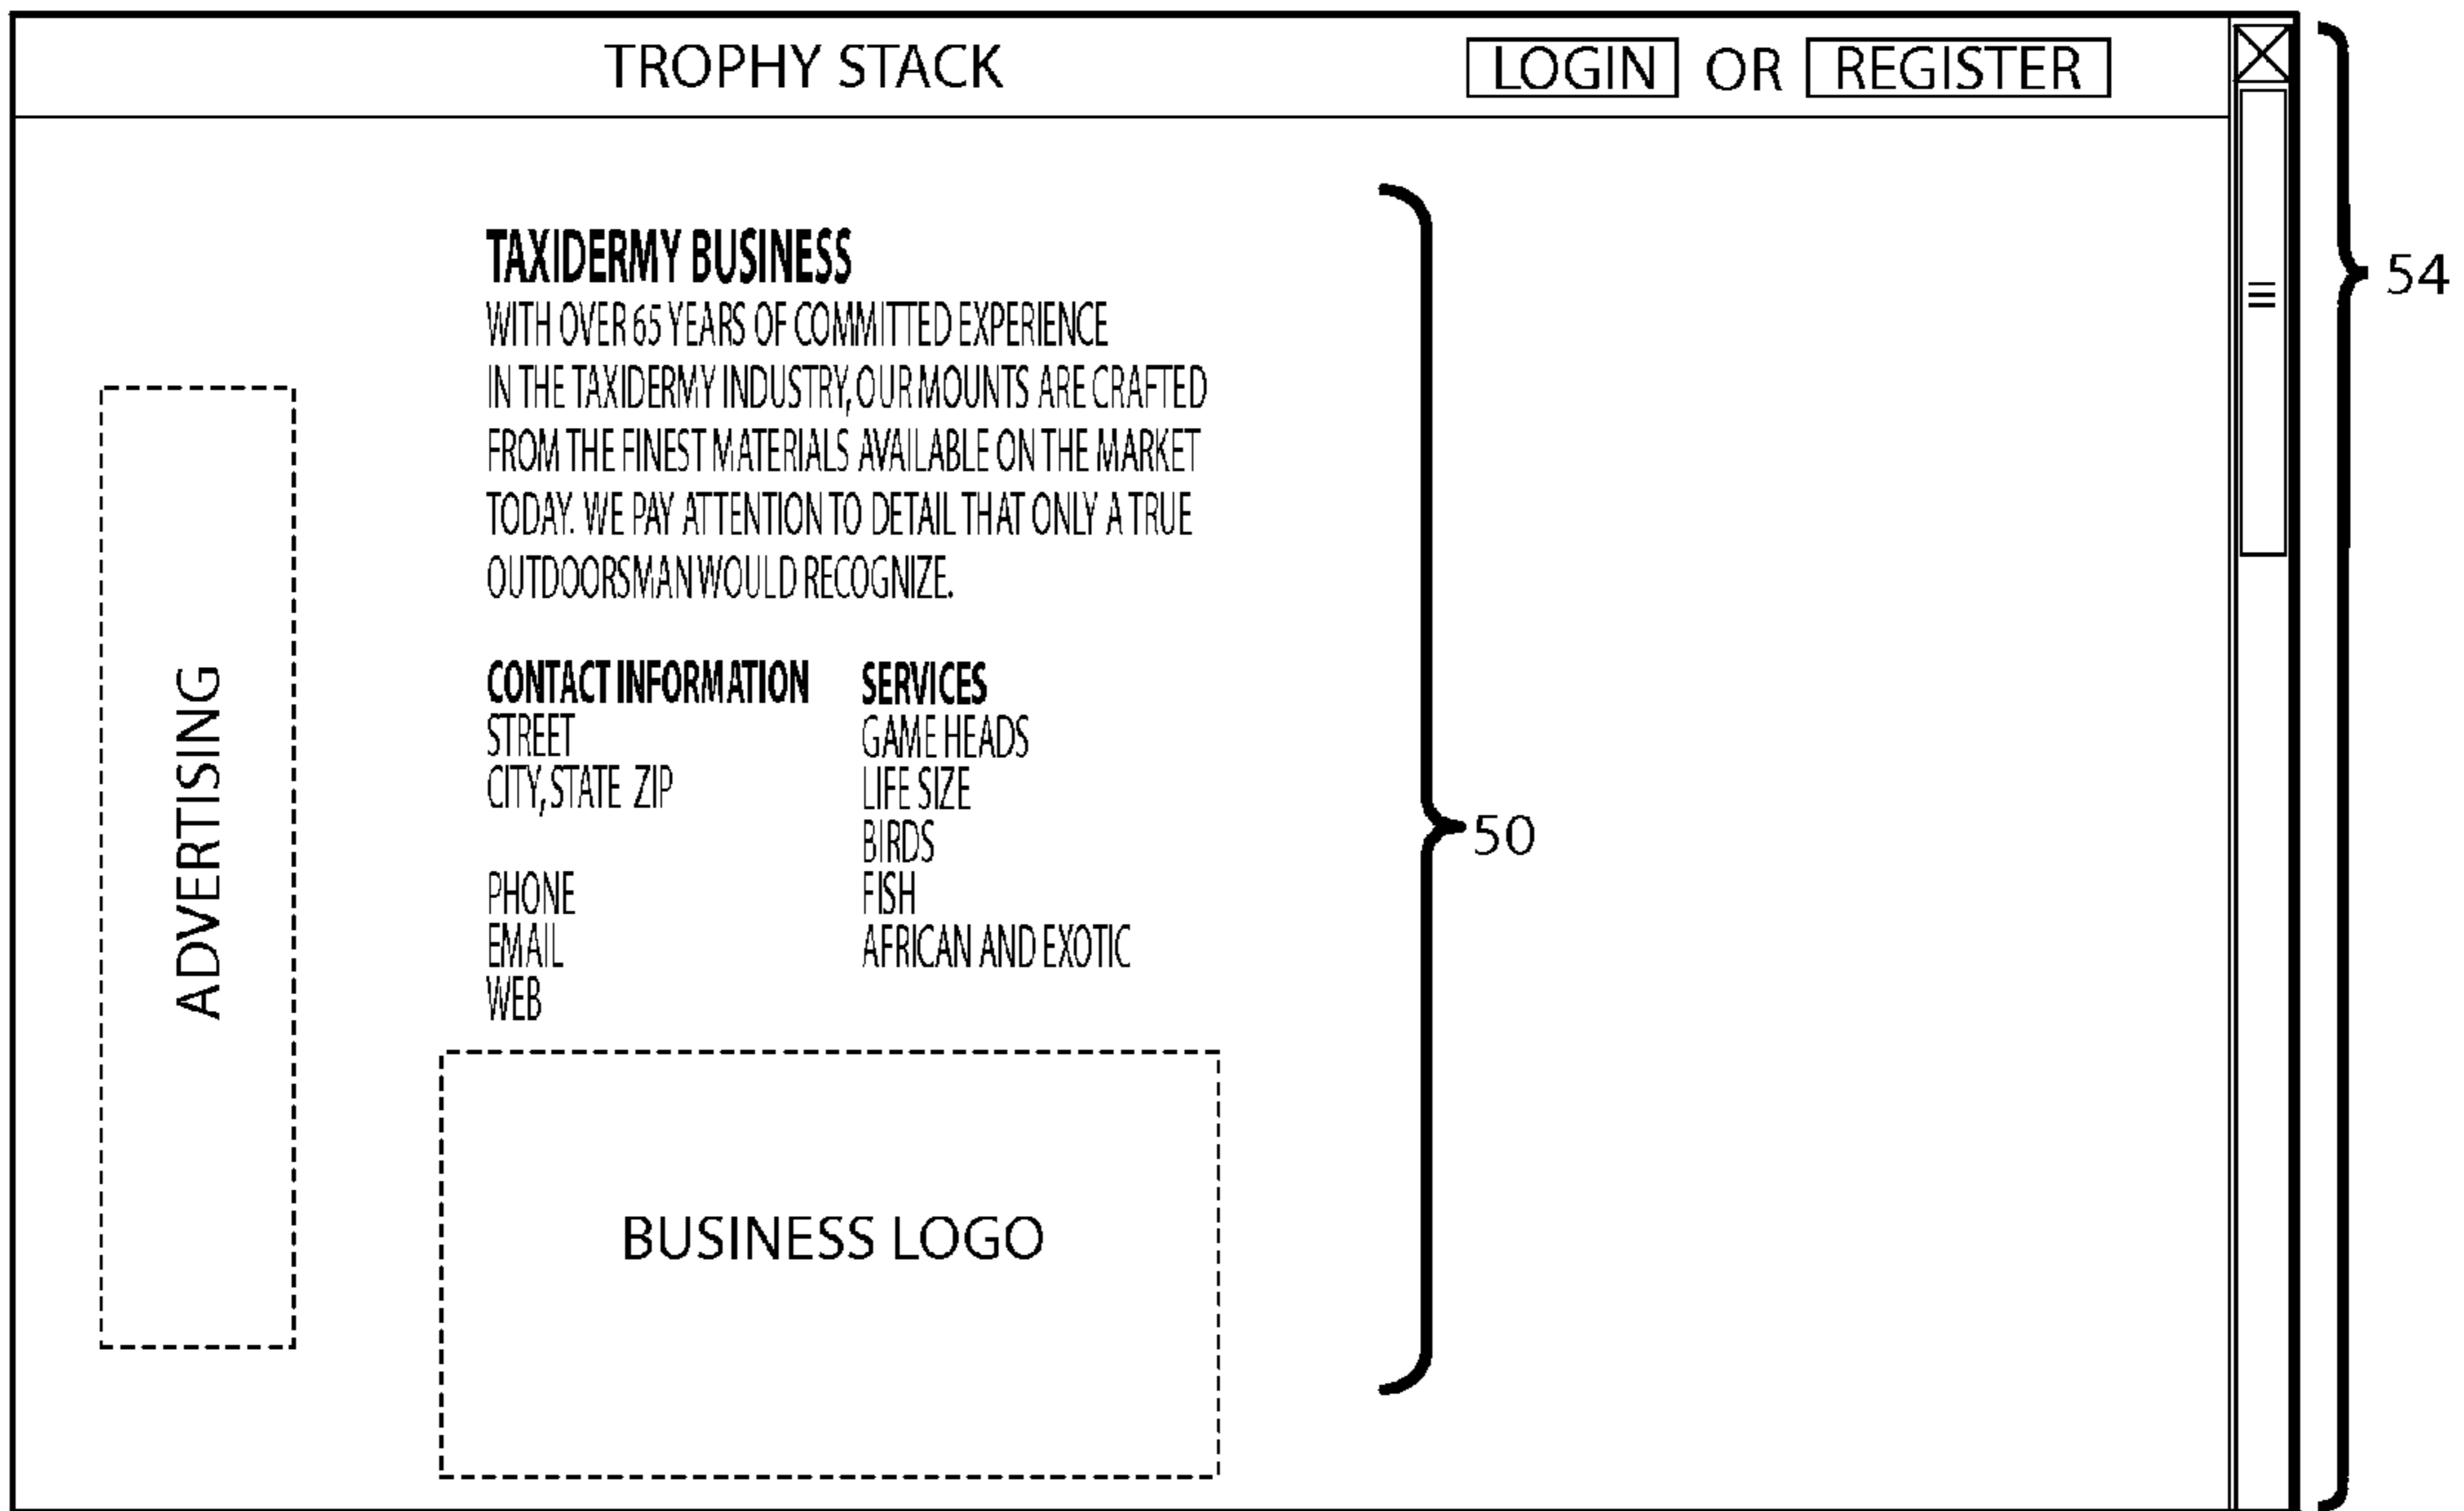 TROPHY STACK LOGIN OR REGISTER
54
TAXIDERMY BUSINESS
WITH OVER 65 YEARS OF COMMITTED EXPERIENCE
IN THE TAXIDERMY INDUSTRY, OUR MOUNTS ARE CRAFTED
FROM THE FINEST MATERIALS AVAILABLE ON THE MARKET
TODAY. WE PAY ATTENTION TO DETAIL THAT ONLY A TRUE
OUTDOORSMAN WOULD RECOGNIZE.
ADVERTISING
CONTACT INFORMATION
STREET
CITY, STATE ZIP
PHONE
EMAIL
WEB
SERVICES
GAME HEADS
LIFE SIZE
BIRDS
FISH
AFRICAN AND EXOTIC
50
BUSINESS LOGO